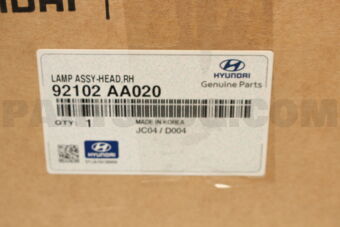 LAMP ASSY-HEAD,RH
92102 AA020
HYUNDAI
Genuine Parts
QTY: 1
MADE IN KOREA
JC04 / D004
HYUNDAI